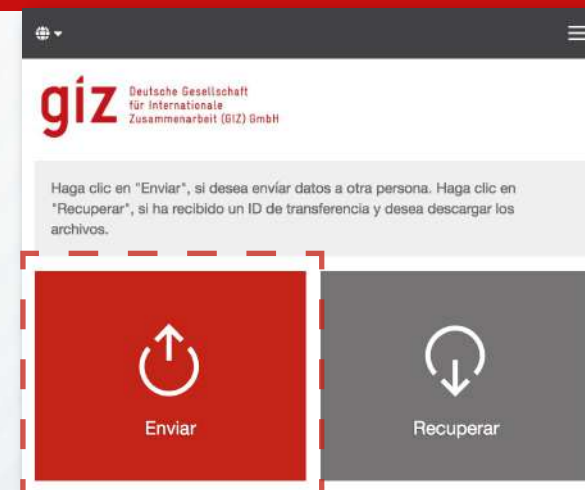 giz
Deutsche Gesellschaft
für Internationale
Zusammenarbeit (GIZ) GmbH
Haga clic en "Enviar", si desea envíar datos a otra persona. Haga clic en
"Recuperar", si ha recibido un ID de transferencia y desea descargar los
archivos.
Enviar
Recuperar